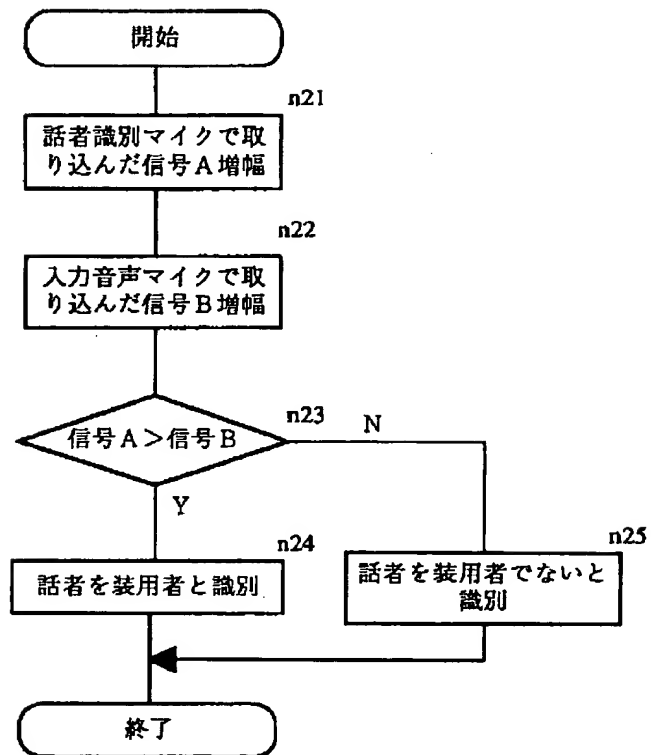 開始
n21
話者識別マイクで取
り込んだ信号A増幅
n22
入力音声マイクで取
り込んだ信号B増幅
n23
信号A>信号B
N
Y
n24
話者を装用者と識別
n25
話者を装用者でないと
識別
終了